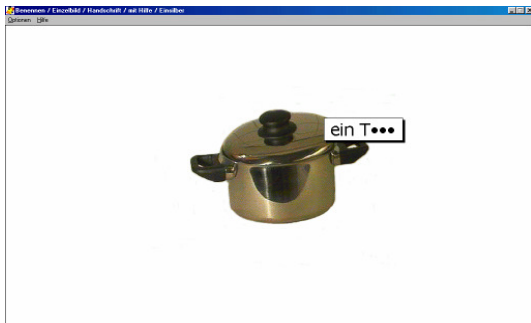 Benennen / Einzelbild / Handschrift / mit Hilfe / Einsilber
Optionen Hilfe
ein T●●●